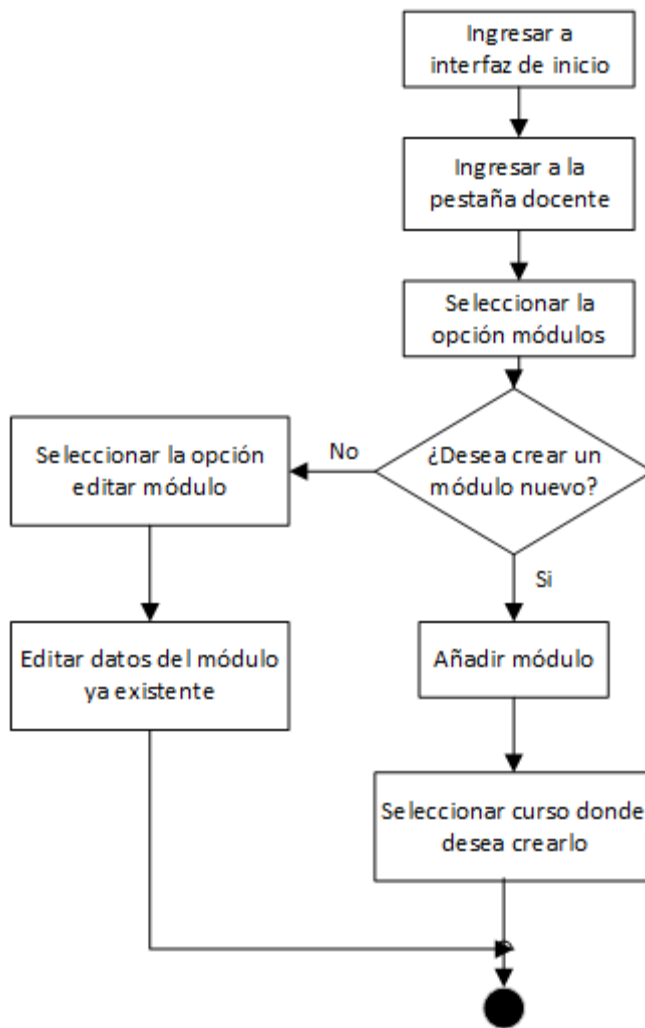 Ingresar a
interfaz de inicio
Ingresar a la
pestaña docente
Seleccionar la
opción módulos
¿Desea crear un
módulo nuevo?
No
Seleccionar la opción
editar módulo
Si
Editar datos del módulo
ya existente
Añadir módulo
Seleccionar curso donde
desea crearlo